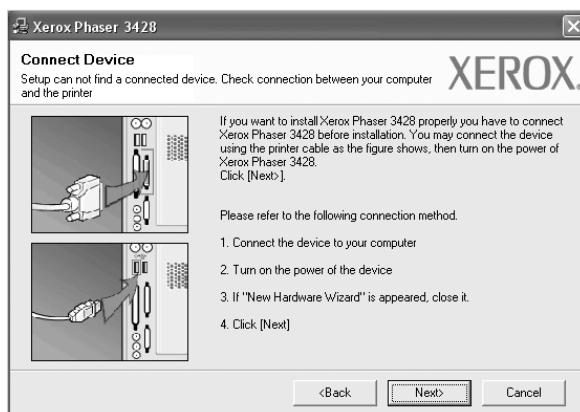 Xerox Phaser 3428
Connect Device
Setup can not find a connected device. Check connection between your computer
and the printer
XEROX.
If you want to install Xerox Phaser 3428 properly you have to connect
Xerox Phaser 3428 before installation. You may connect the device
using the printer cable as the figure shows, then turn on the power of
Xerox Phaser 3428.
Click [Next>].
Please refer to the following connection method.
1. Connect the device to your computer
2. Turn on the power of the device
3. If "New Hardware Wizard" is appeared, close it.
4. Click [Next]
<Back
Next>
Cancel